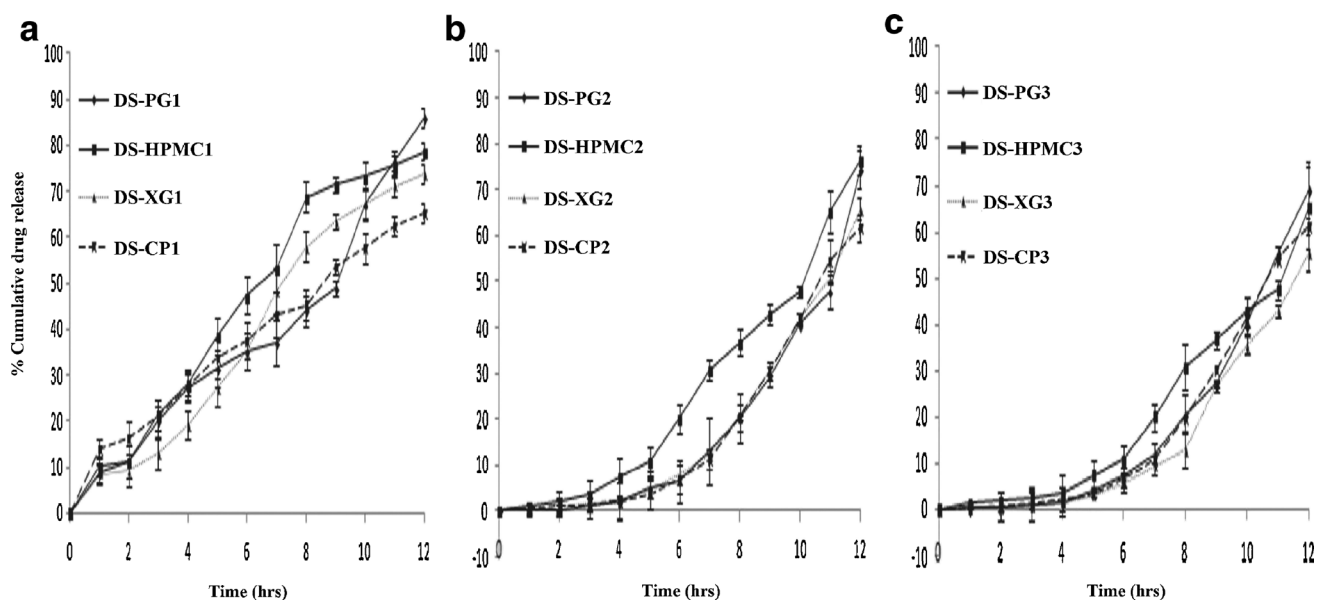 a
100
90
80
70
60
50
40
30
20
10
0
% Cumulative drug release
DS-PG1
DS-HPMC1
DS-XG1
DS-CP1
0 2 4 6 8 10 12
Time (hrs)
b
100
90
80
70
60
50
40
30
20
10
0
-10
DS-PG2
DS-HPMC2
DS-XG2
DS-CP2
0 2 4 6 8 10 12
Time (hrs)
c
100
90
80
70
60
50
40
30
20
10
0
-10
DS-PG3
DS-HPMC3
DS-XG3
DS-CP3
0 2 4 6 8 10 12
Time (hrs)